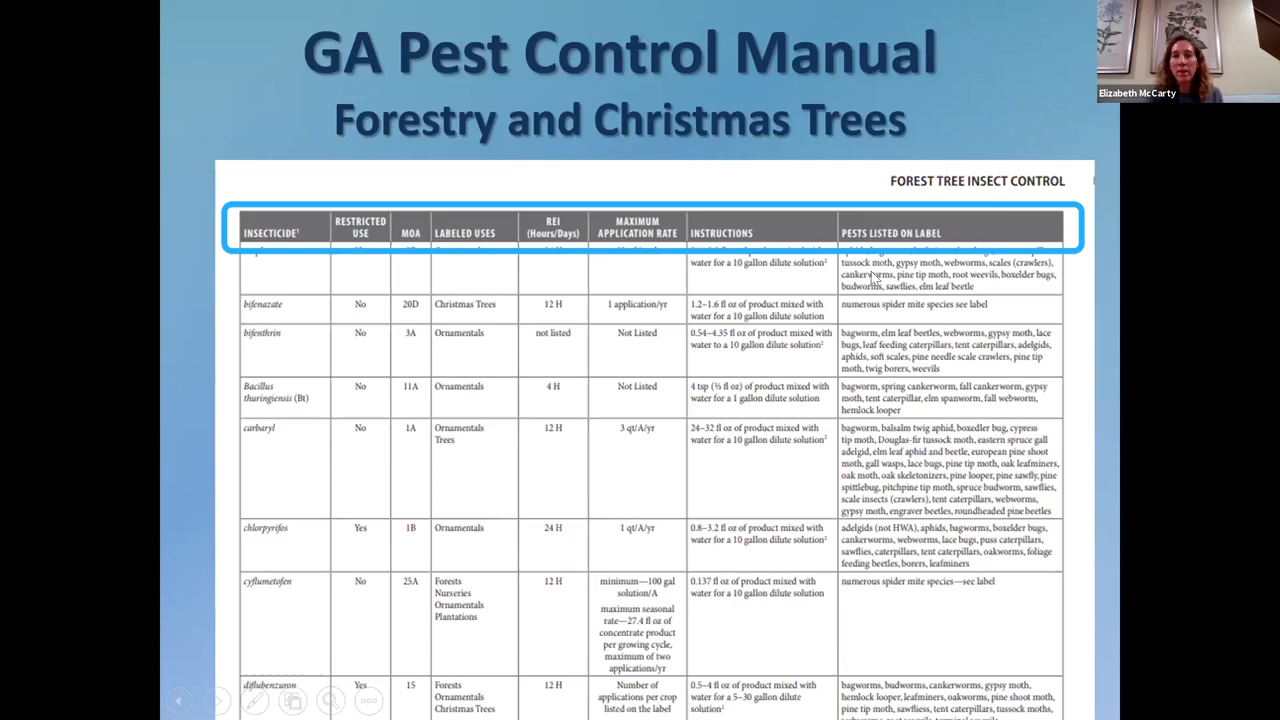 GA Pest Control Manual
Forestry and Christmas Trees
Elizabeth McCarty
FOREST TREE INSECT CONTROL
INSECTICIDE¹ RESTRICTED USE MOA LABELED USES REI (Hours/Days) MAXIMUM APPLICATION RATE INSTRUCTIONS PESTS LISTED ON LABEL
water for a 10 gallon dilute solution² tussock moth, gypsy moth, webworms, scales (crawlers),
cankerworms, pine tip moth, root weevils, boxelder bugs,
budworms, sawflies, elm leaf beetle
bifenazate No 20D Christmas Trees 12 H 1 application/yr 1.2–1.6 fl oz of product mixed with numerous spider mite species see label
water for a 10 gallon dilute solution
bifenthrin No 3A Ornamentals not listed Not Listed 0.54–4.35 fl oz of product mixed with bagworm, elm leaf beetles, webworms, gypsy moth, lace
water to a 10 gallon dilute solution² bugs, leaf feeding caterpillars, tent caterpillars, adelgids,
aphids, soft scales, pine needle scale crawlers, pine tip
moth, twig borers, weevils
Bacillus No 11A Ornamentals 4 H Not Listed 4 tsp (⅔ fl oz) of product mixed with bagworm, spring cankerworm, fall cankerworm, gypsy
thuringiensis (Bt) water for a 1 gallon dilute solution moth, tent caterpillar, elm spanworm, fall webworm,
hemlock looper
carbaryl No 1A Ornamentals 12 H 3 qt/A/yr 24–32 fl oz of product mixed with bagworm, balsalm twig aphid, boxedler bug, cypress
Trees water for a 10 gallon dilute solution² tip moth, Douglas-fir tussock moth, eastern spruce gall
adelgid, elm leaf aphid and beetle, european pine shoot
moth, gall wasps, lace bugs, pine tip moth, oak leafminers,
oak moth, oak skeletonizers, pine looper, pine sawfly, pine
spittlebug, pitchpine tip moth, spruce budworm, sawflies,
scale insects (crawlers), tent caterpillars, webworms,
gypsy moth, engraver beetles, roundheaded pine beetles
chlorpyrifos Yes 1B Ornamentals 24 H 1 qt/A/yr 0.8–3.2 fl oz of product mixed with adelgids (not HWA), aphids, bagworms, boxelder bugs,
water for a 10 gallon dilute solution² cankerworms, webworms, lace bugs, puss caterpillars,
sawflies, caterpillars, tent caterpillars, oakworms, foliage
feeding beetles, borers, leafminers
cyflumetofen No 25A Forests 12 H minimum—100 gal 0.137 fl oz of product mixed with numerous spider mite species—see label
Nurseries solution/A water for a 10 gallon dilute solution
Ornamentals maximum seasonal
Plantations rate—27.4 fl oz of
concentrate product
per growing cycle,
maximum of two
applications/yr
diflubenzuron Yes 15 Forests 12 H Number of 0.5–4 fl oz of product mixed with bagworms, budworms, cankerworms, gypsy moth,
Ornamentals applications per crop water for a 5–30 gallon dilute hemlock looper, leafminers, oakworms, pine shoot moth,
Christmas Trees listed on the label solution² pine tip moth, sawfliess, tent caterpillars, tussock moths,